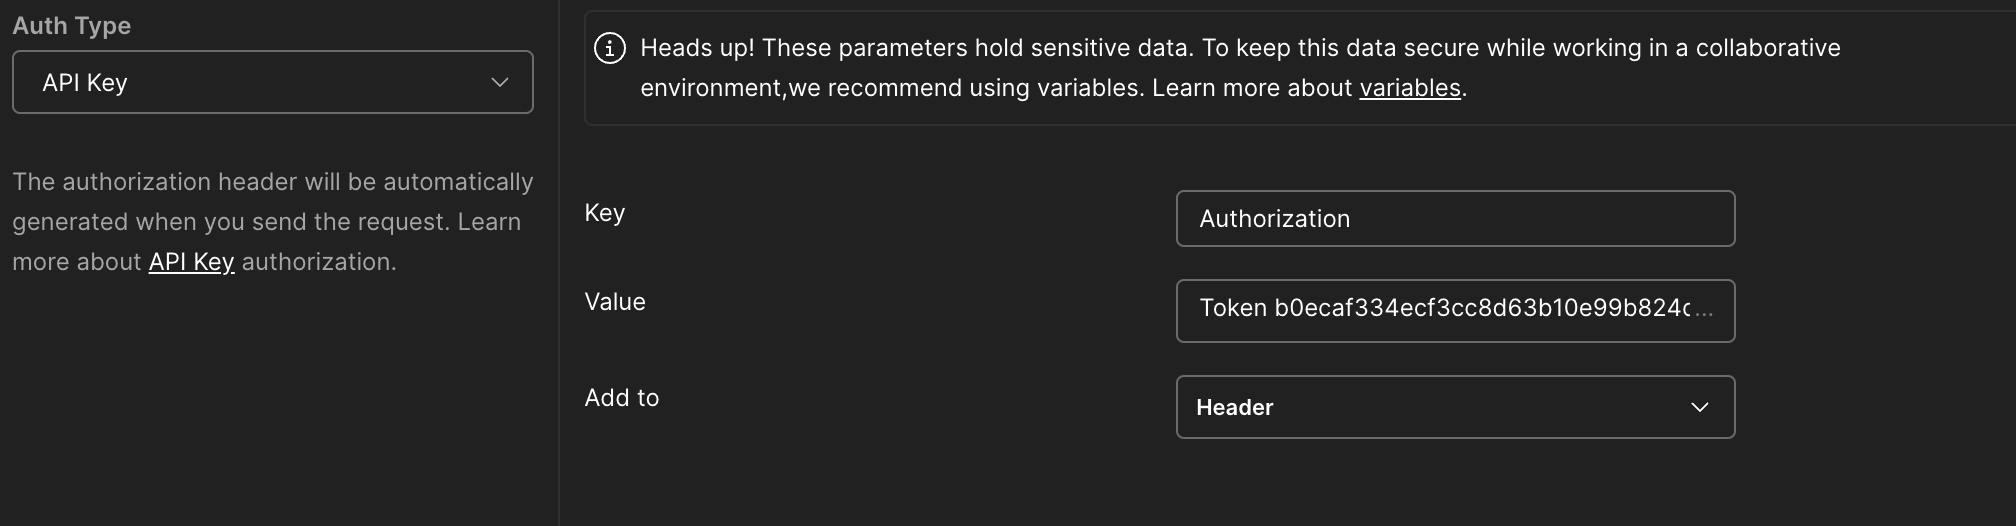 Auth Type
API Key
The authorization header will be automatically
generated when you send the request. Learn
more about API Key authorization.
Heads up! These parameters hold sensitive data. To keep this data secure while working in a collaborative
environment,we recommend using variables. Learn more about variables.
Key
Authorization
Value
Token b0ecaf334ecf3cc8d63b10e99b824c...
Add to
Header